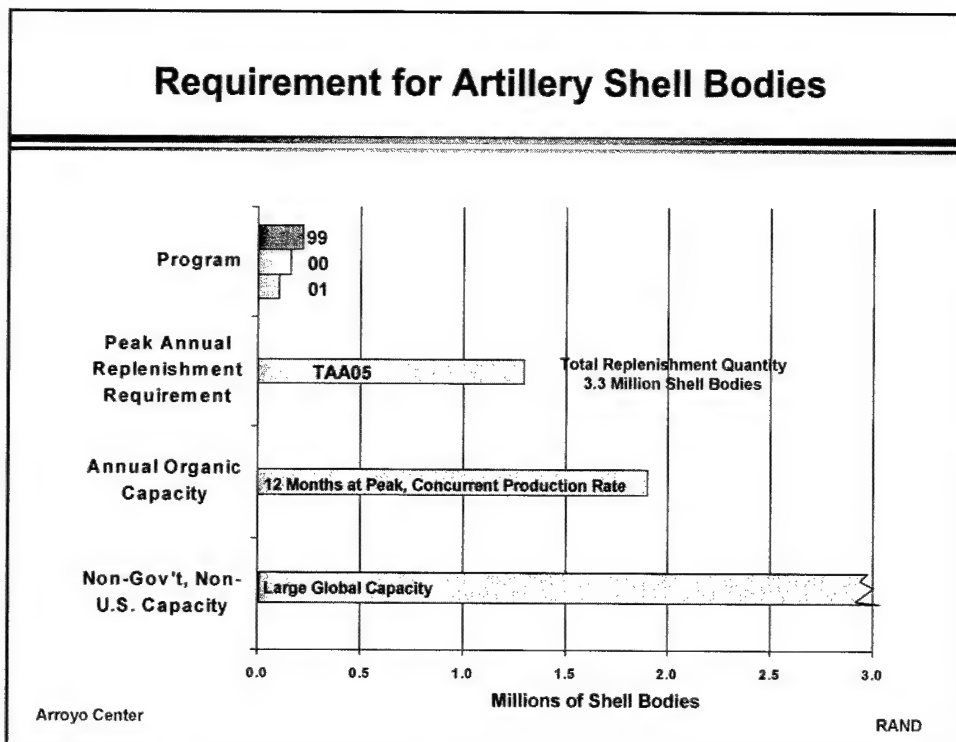 Requirement for Artillery Shell Bodies
Program
99
00
01
Peak Annual
Replenishment
Requirement
TAA05
Total Replenishment Quantity
3.3 Million Shell Bodies
Annual Organic
Capacity
12 Months at Peak, Concurrent Production Rate
Non-Gov't, Non-
U.S. Capacity
Large Global Capacity
0.0 0.5 1.0 1.5 2.0 2.5 3.0
Millions of Shell Bodies
Arroyo Center
RAND